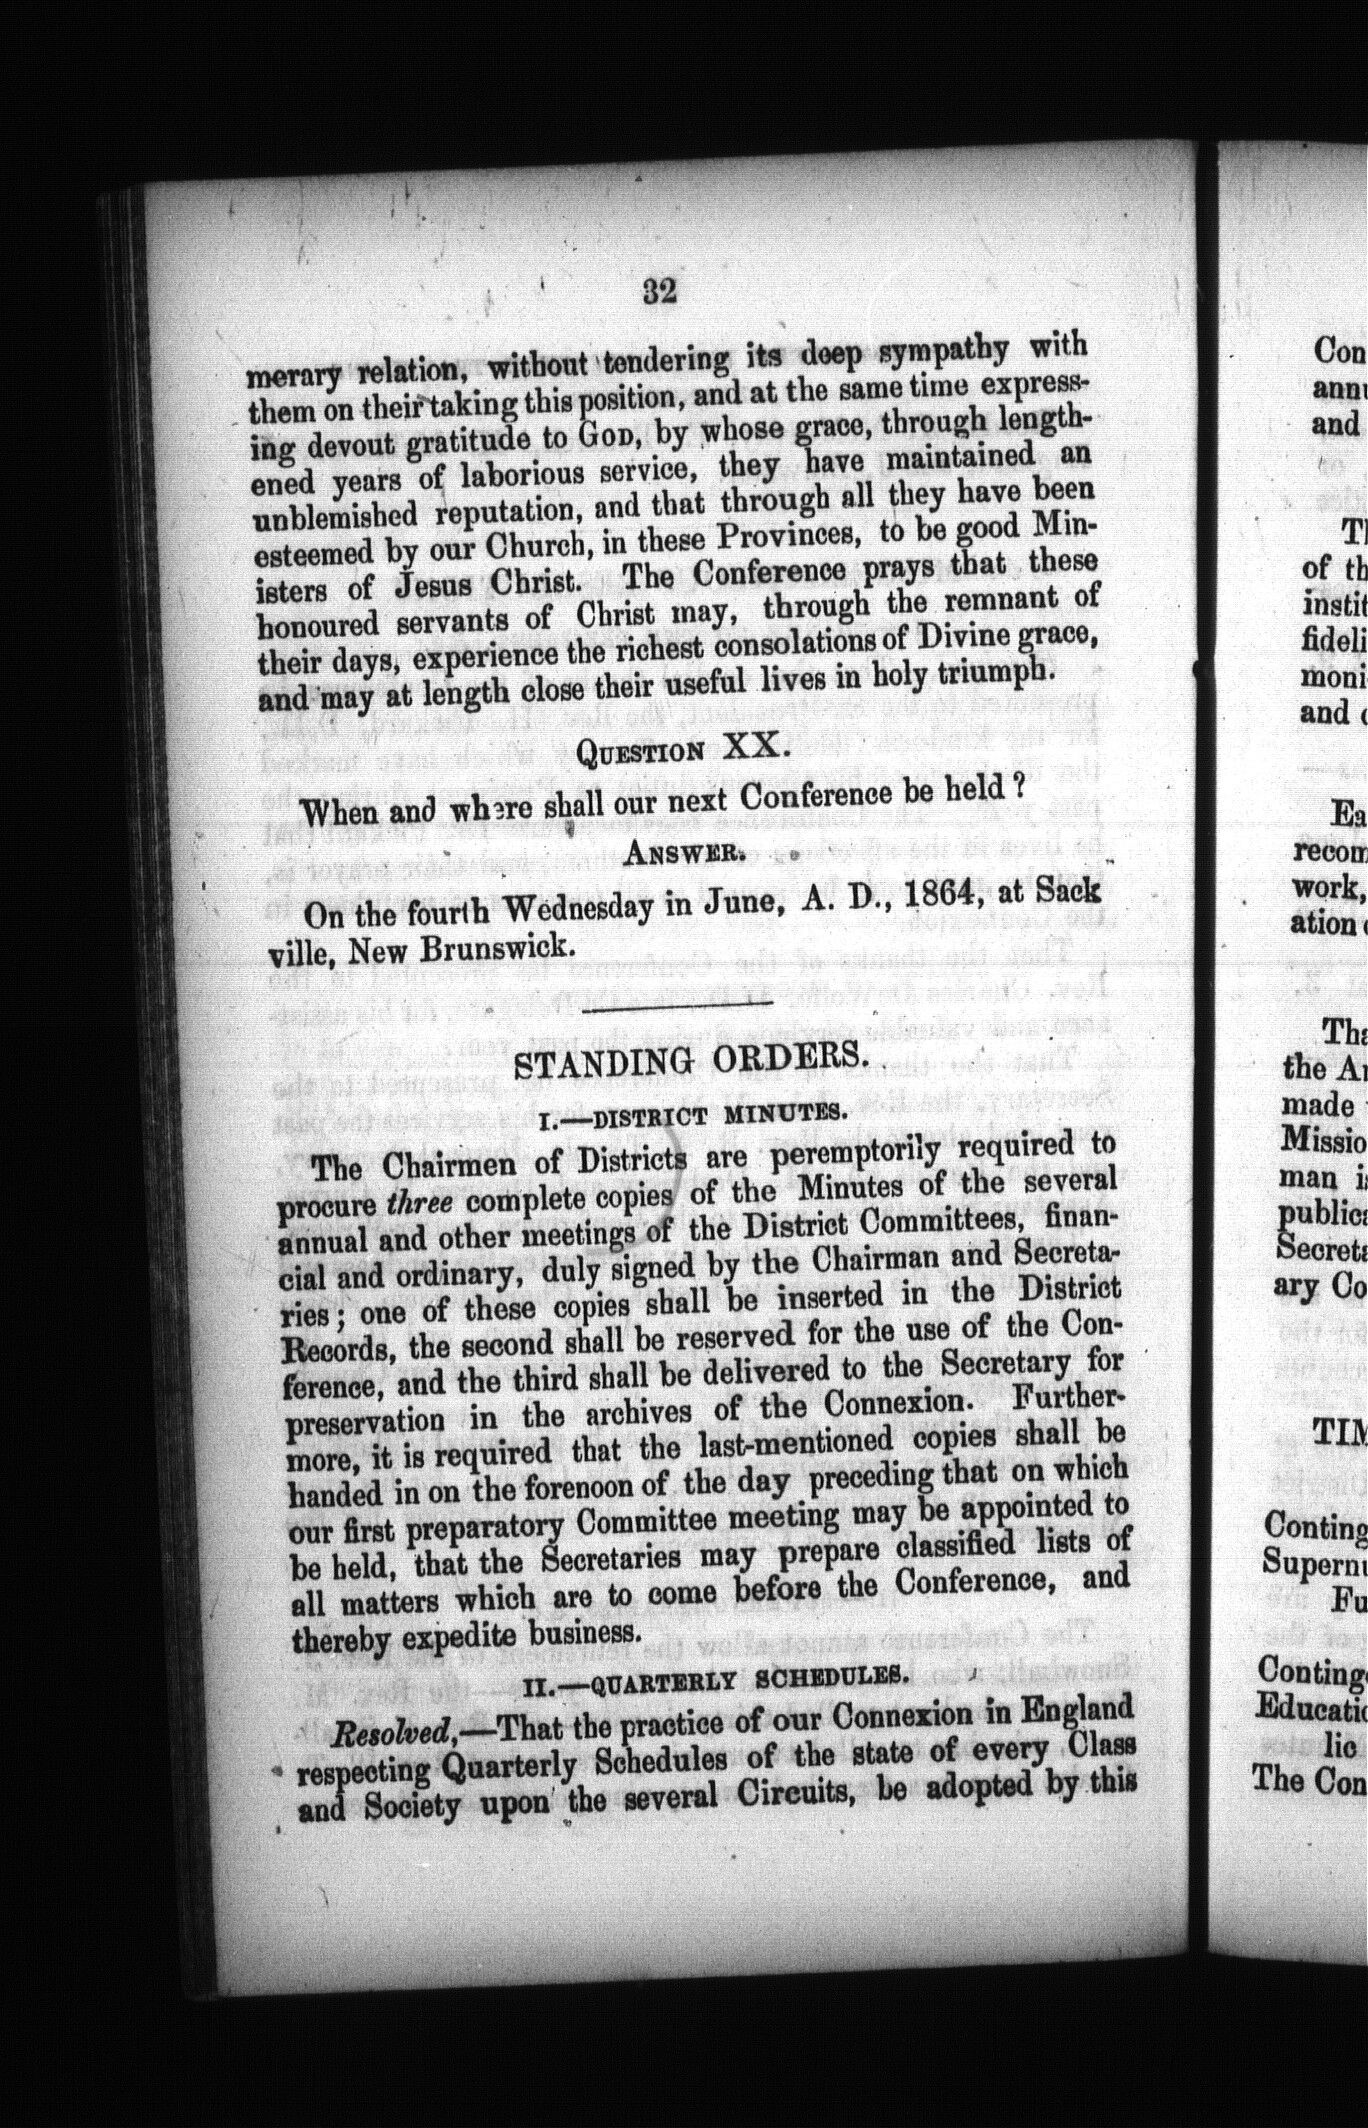 32
merary relation, without tendering its deep sympathy with
them on their taking this position, and at the same time express-
ing devout gratitude to GOD, by whose grace, through length-
ened years of laborious service, they have maintained an
unblemished reputation, and that through all they have been
esteemed by our Church, in these Provinces, to be good Min-
isters of Jesus Christ. The Conference prays that these
honoured servants of Christ may, through the remnant of
their days, experience the richest consolations of Divine grace,
and may at length close their useful lives in holy triumph.
QUESTION XX.
When and where shall our next Conference be held?
ANSWER.
On the fourth Wednesday in June, A. D., 1864, at Sack
ville, New Brunswick.
STANDING ORDERS.
I.—DISTRICT MINUTES.
The Chairmen of Districts are peremptorily required to
procure three complete copies of the Minutes of the several
annual and other meetings of the District Committees, finan-
cial and ordinary, duly signed by the Chairman and Secreta-
ries; one of these copies shall be inserted in the District
Records, the second shall be reserved for the use of the Con-
ference, and the third shall be delivered to the Secretary for
preservation in the archives of the Connexion. Further-
more, it is required that the last-mentioned copies shall be
handed in on the forenoon of the day preceding that on which
our first preparatory Committee meeting may be appointed to
be held, that the Secretaries may prepare classified lists of
all matters which are to come before the Conference, and
thereby expedite business.
II.—QUARTERLY SCHEDULES.
Resolved,—That the practice of our Connexion in England
respecting Quarterly Schedules of the state of every Class
and Society upon the several Circuits, be adopted by this
Con
and
of th
and
Ea
recom
work,
ation
Tha
the
made
Missio
man
Secreta
ary Co
TIM
Conting
Fu
lic
The Con